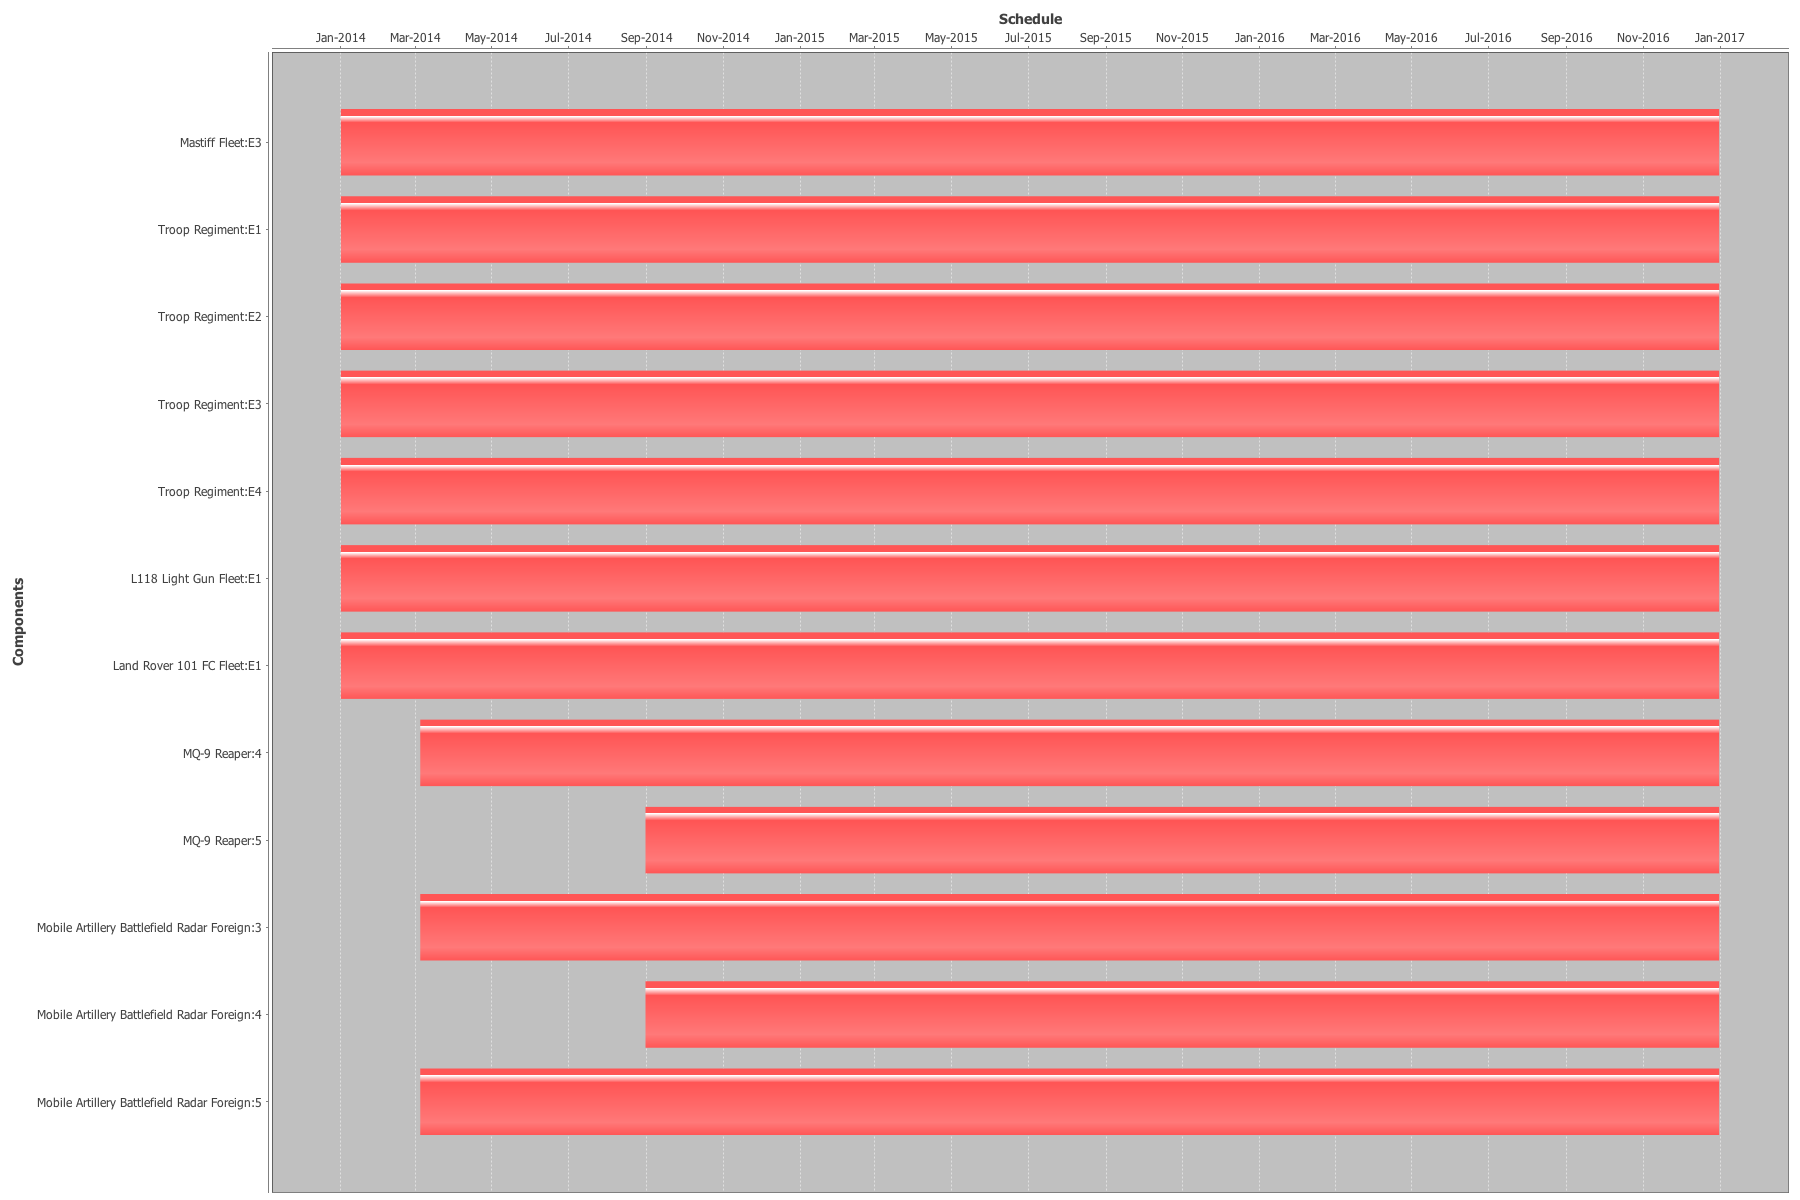 Schedule
Jan-2014 Mar-2014 May-2014 Jul-2014 Sep-2014 Nov-2014 Jan-2015 Mar-2015 May-2015 Jul-2015 Sep-2015 Nov-2015 Jan-2016 Mar-2016 May-2016 Jul-2016 Sep-2016 Nov-2016 Jan-2017
Components
Mastiff Fleet:E3
Troop Regiment:E1
Troop Regiment:E2
Troop Regiment:E3
Troop Regiment:E4
L118 Light Gun Fleet:E1
Land Rover 101 FC Fleet:E1
MQ-9 Reaper:4
MQ-9 Reaper:5
Mobile Artillery Battlefield Radar Foreign:3
Mobile Artillery Battlefield Radar Foreign:4
Mobile Artillery Battlefield Radar Foreign:5